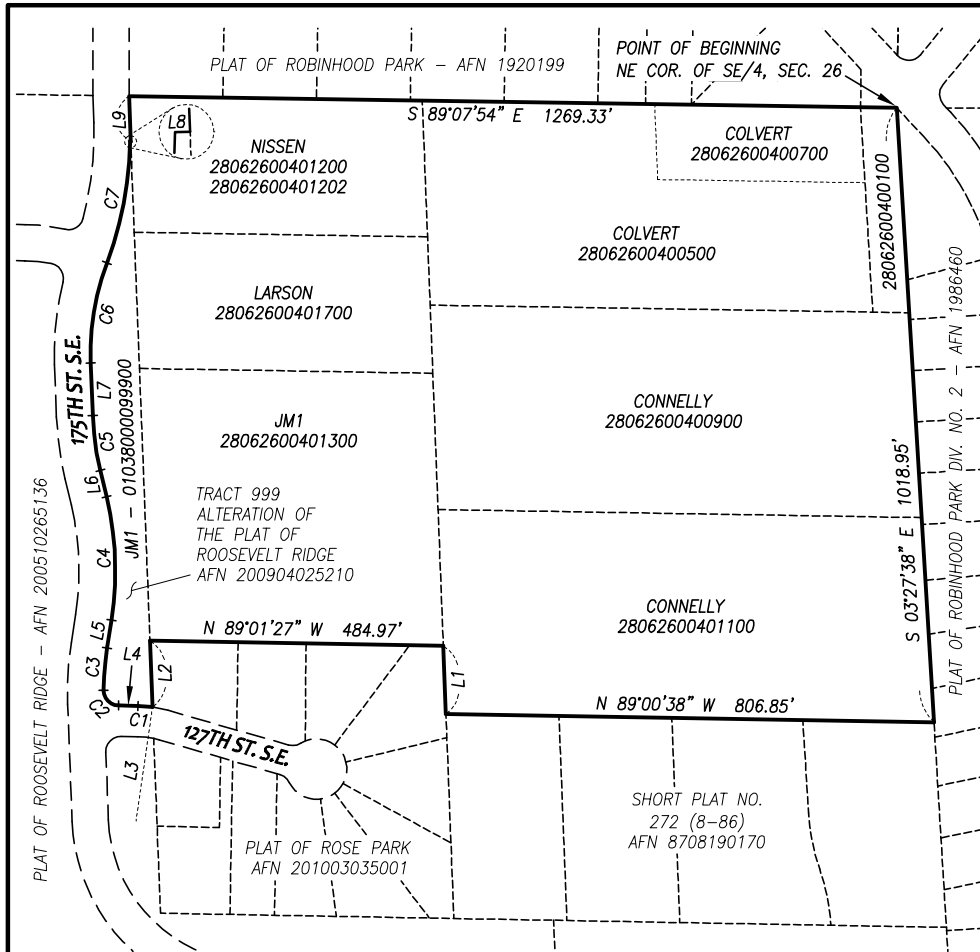 PLAT OF ROBINHOOD PARK – AFN 1920199
POINT OF BEGINNING
NE COR. OF SE/4, SEC. 26
S 89°07'54" E 1269.33'
L9
L8
NISSEN
28062600401200
28062600401202
COLVERT
28062600400700
28062600400100
C7
COLVERT
28062600400500
LARSON
28062600401700
C6
175TH ST. S.E.
L7
C5
L6
JM1 – 01038000099900
JM1
28062600401300
CONNELLY
28062600400900
S 03°27'38" E 1018.95'
PLAT OF ROBINHOOD PARK DIV. NO. 2 – AFN 1986460
PLAT OF ROOSEVELT RIDGE – AFN 200510265136
TRACT 999
ALTERATION OF
THE PLAT OF
ROOSEVELT RIDGE
AFN 200904025210
C4
L5
C3
L4
C2
C1
L3
N 89°01'27" W 484.97'
L2
L1
CONNELLY
28062600401100
N 89°00'38" W 806.85'
127TH ST. S.E.
SHORT PLAT NO.
272 (8–86)
AFN 8708190170
PLAT OF ROSE PARK
AFN 201003035001